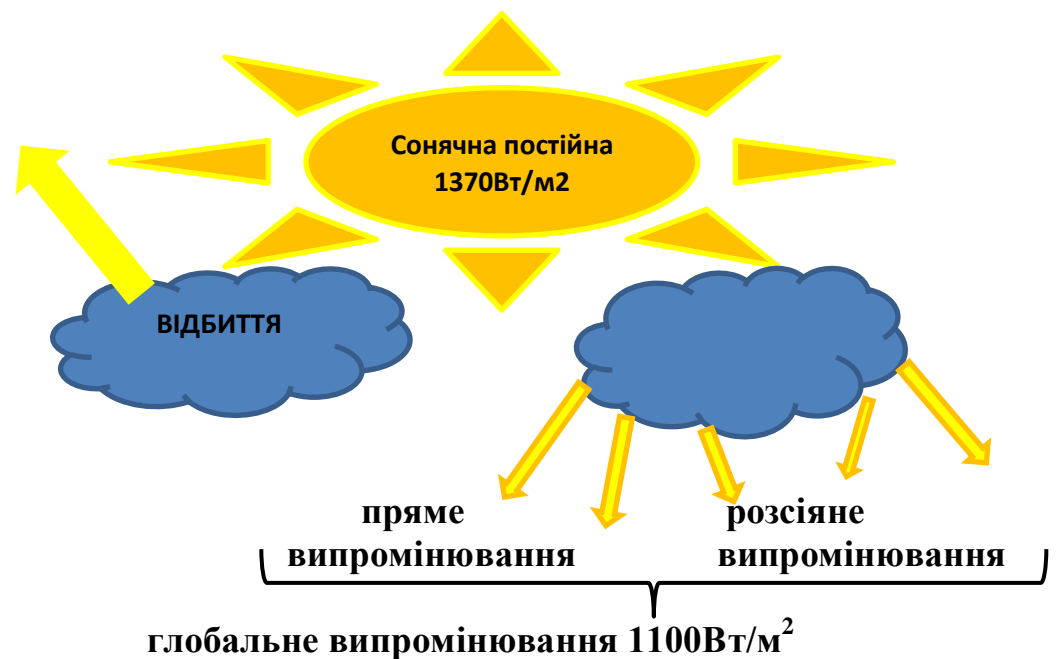 Сонячна постійна
1370Вт/м2
ВІДБИТТЯ
пряме розсіяне
випромінювання випромінювання
глобальне випромінювання 1100Вт/м²